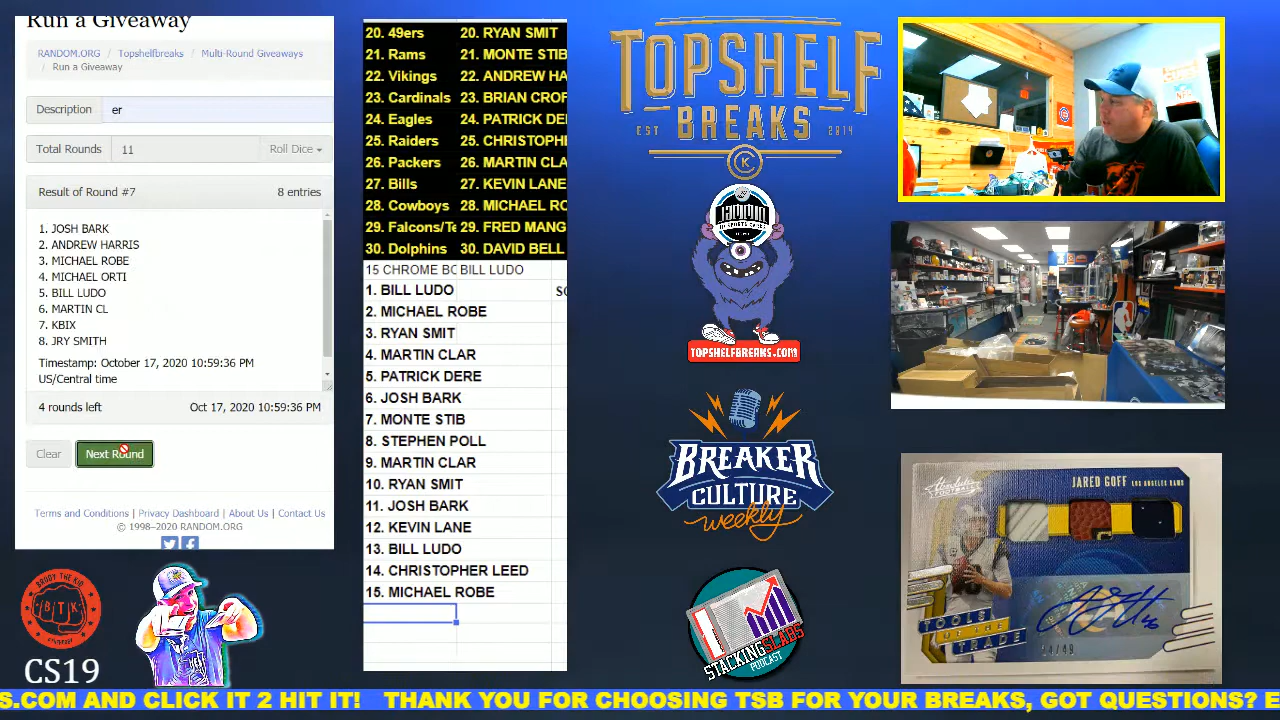 Run a Giveaway
RANDOM.ORG Topshelfbreaks Multi-Round Giveaways
Run a Giveaway
Description er
Total Rounds 11 Roll Dice
Result of Round #7 8 entries
1. JOSH BARK
2. ANDREW HARRIS
3. MICHAEL ROBE
4. MICHAEL ORTI
5. BILL LUDO
6. MARTIN CL
7. KBIX
8. JRY SMITH
Timestamp: October 17, 2020 10:59:36 PM
US/Central time
4 rounds left Oct 17, 2020 10:59:36 PM
Clear Next Round
Terms and Conditions | Privacy Dashboard | About Us | Contact Us
© 1998–2020 RANDOM.ORG
BRODY THE KID
BTK
CS19
20. 49ers 20. RYAN SMIT
21. Rams 21. MONTE STIB
22. Vikings 22. ANDREW HA
23. Cardinals 23. BRIAN CROF
24. Eagles 24. PATRICK DEF
25. Raiders 25. CHRISTOPH
26. Packers 26. MARTIN CLA
27. Bills 27. KEVIN LANE
28. Cowboys 28. MICHAEL RO
29. Falcons/Te 29. FRED MANG
30. Dolphins 30. DAVID BELL
15 CHROME BO BILL LUDO
1. BILL LUDO
2. MICHAEL ROBE
3. RYAN SMIT
4. MARTIN CLAR
5. PATRICK DERE
6. JOSH BARK
7. MONTE STIB
8. STEPHEN POLL
9. MARTIN CLAR
10. RYAN SMIT
11. JOSH BARK
12. KEVIN LANE
13. BILL LUDO
14. CHRISTOPHER LEED
15. MICHAEL ROBE
TOPSHELF
EST BREAKS 2014
K
TOPSHELFBREAKS.COM
BREAKER
CULTURE
weekly
STACKINGSLABS
PODCAST
Absolute
FOOTBALL
JARED GOFF LOS ANGELES RAMS
TOOLS
OF THE
TRADE
S.COM AND CLICK IT 2 HIT IT! THANK YOU FOR CHOOSING TSB FOR YOUR BREAKS, GOT QUESTIONS? E